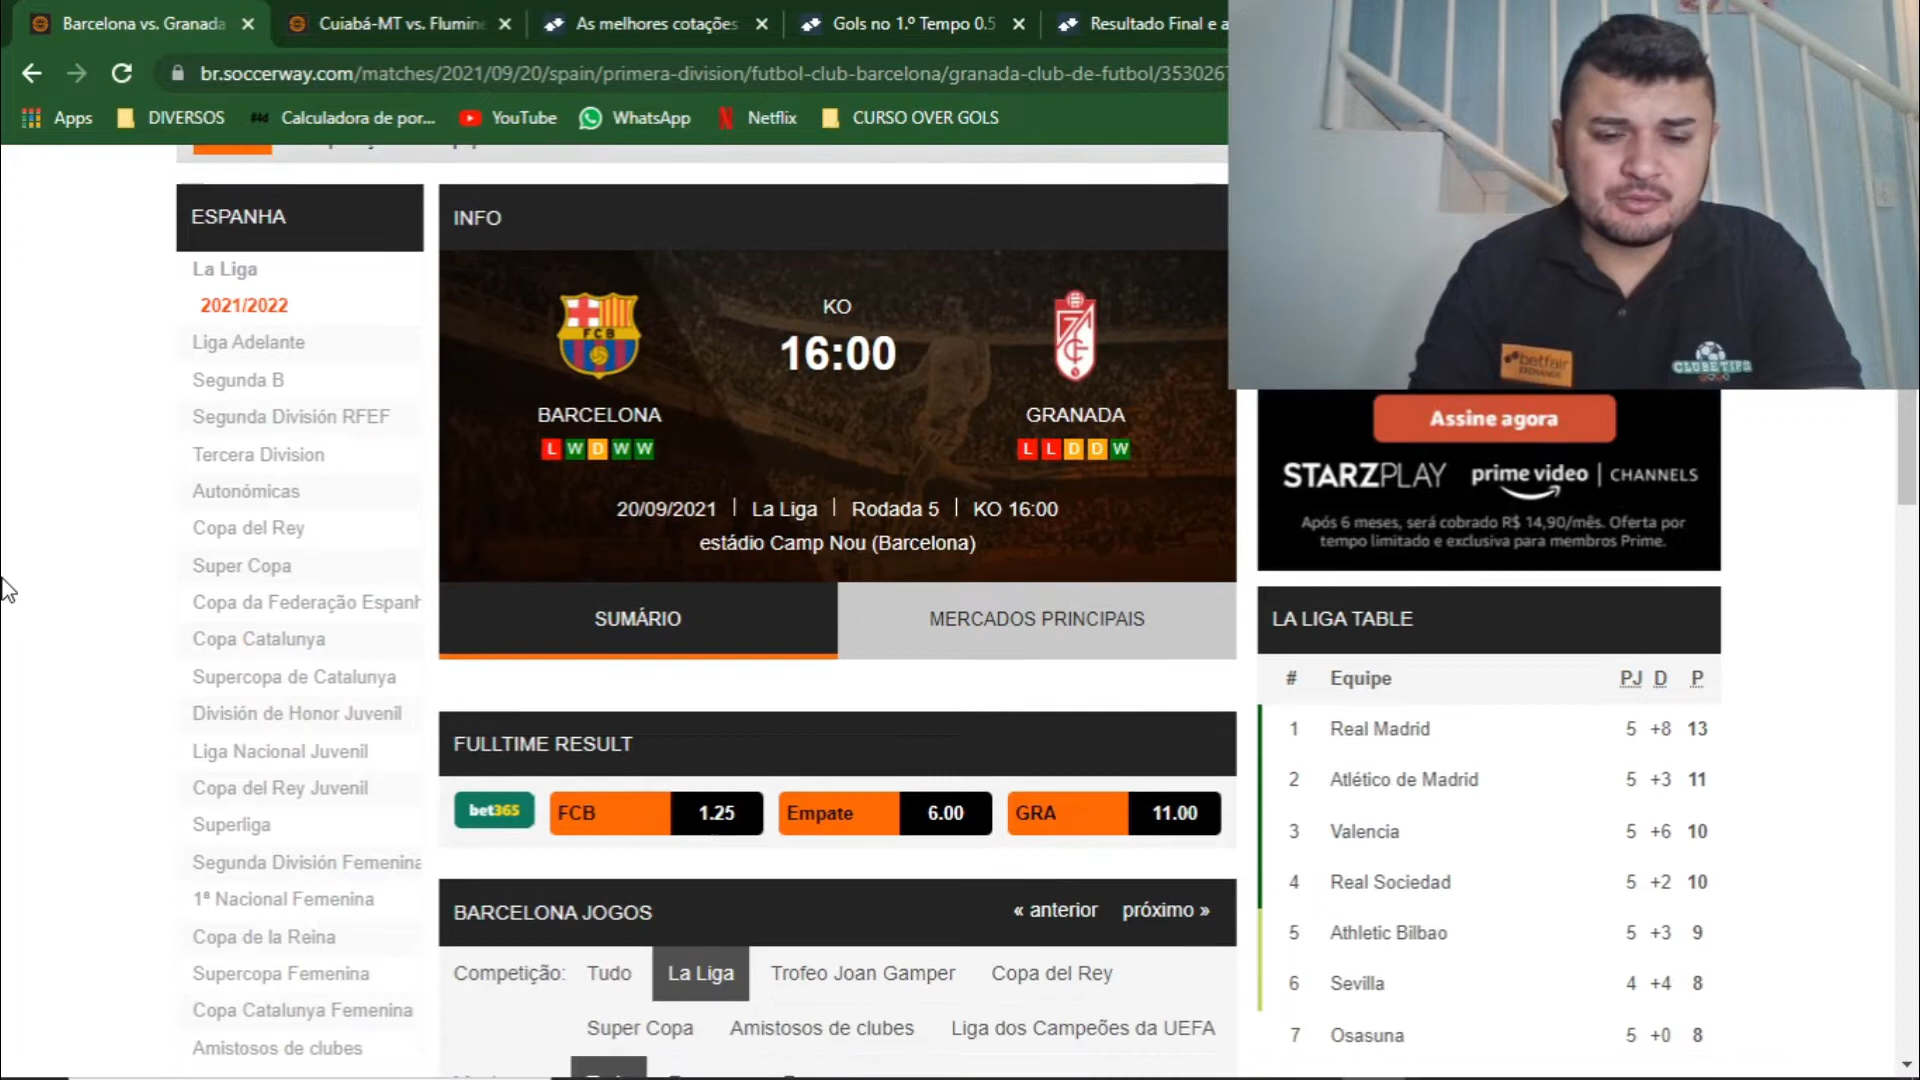 Barcelona vs. Granada
Cuiabá-MT vs. Flumine
As melhores cotações
Gols no 1.º Tempo 0.5
Resultado Final e a
br.soccerway.com/matches/2021/09/20/spain/primera-division/futbol-club-barcelona/granada-club-de-futbol/3530267
Apps
DIVERSOS
Calculadora de por...
YouTube
WhatsApp
Netflix
CURSO OVER GOLS
betfair
EXCHANGE
CLUBE TIPS
ESPANHA
La Liga
2021/2022
Liga Adelante
Segunda B
Segunda División RFEF
Tercera Division
Autonómicas
Copa del Rey
Super Copa
Copa da Federação Espanh
Copa Catalunya
Supercopa de Catalunya
División de Honor Juvenil
Liga Nacional Juvenil
Copa del Rey Juvenil
Superliga
Segunda División Femenina
1ª Nacional Femenina
Copa de la Reina
Supercopa Femenina
Copa Catalunya Femenina
Amistosos de clubes
INFO
FCB
KO
16:00
BARCELONA
GRANADA
L W D W W
L L D D W
20/09/2021 | La Liga | Rodada 5 | KO 16:00
estádio Camp Nou (Barcelona)
SUMÁRIO
MERCADOS PRINCIPAIS
FULLTIME RESULT
bet365 FCB 1.25 Empate 6.00 GRA 11.00
BARCELONA JOGOS
« anterior próximo »
Competição: Tudo La Liga Trofeo Joan Gamper Copa del Rey
Super Copa Amistosos de clubes Liga dos Campeões da UEFA
Assine agora
STARZPLAY prime video | CHANNELS
Após 6 meses, será cobrado R$ 14,90/mês. Oferta por
tempo limitado e exclusiva para membros Prime.
LA LIGA TABLE
# Equipe PJ D P
1 Real Madrid 5 +8 13
2 Atlético de Madrid 5 +3 11
3 Valencia 5 +6 10
4 Real Sociedad 5 +2 10
5 Athletic Bilbao 5 +3 9
6 Sevilla 4 +4 8
7 Osasuna 5 +0 8